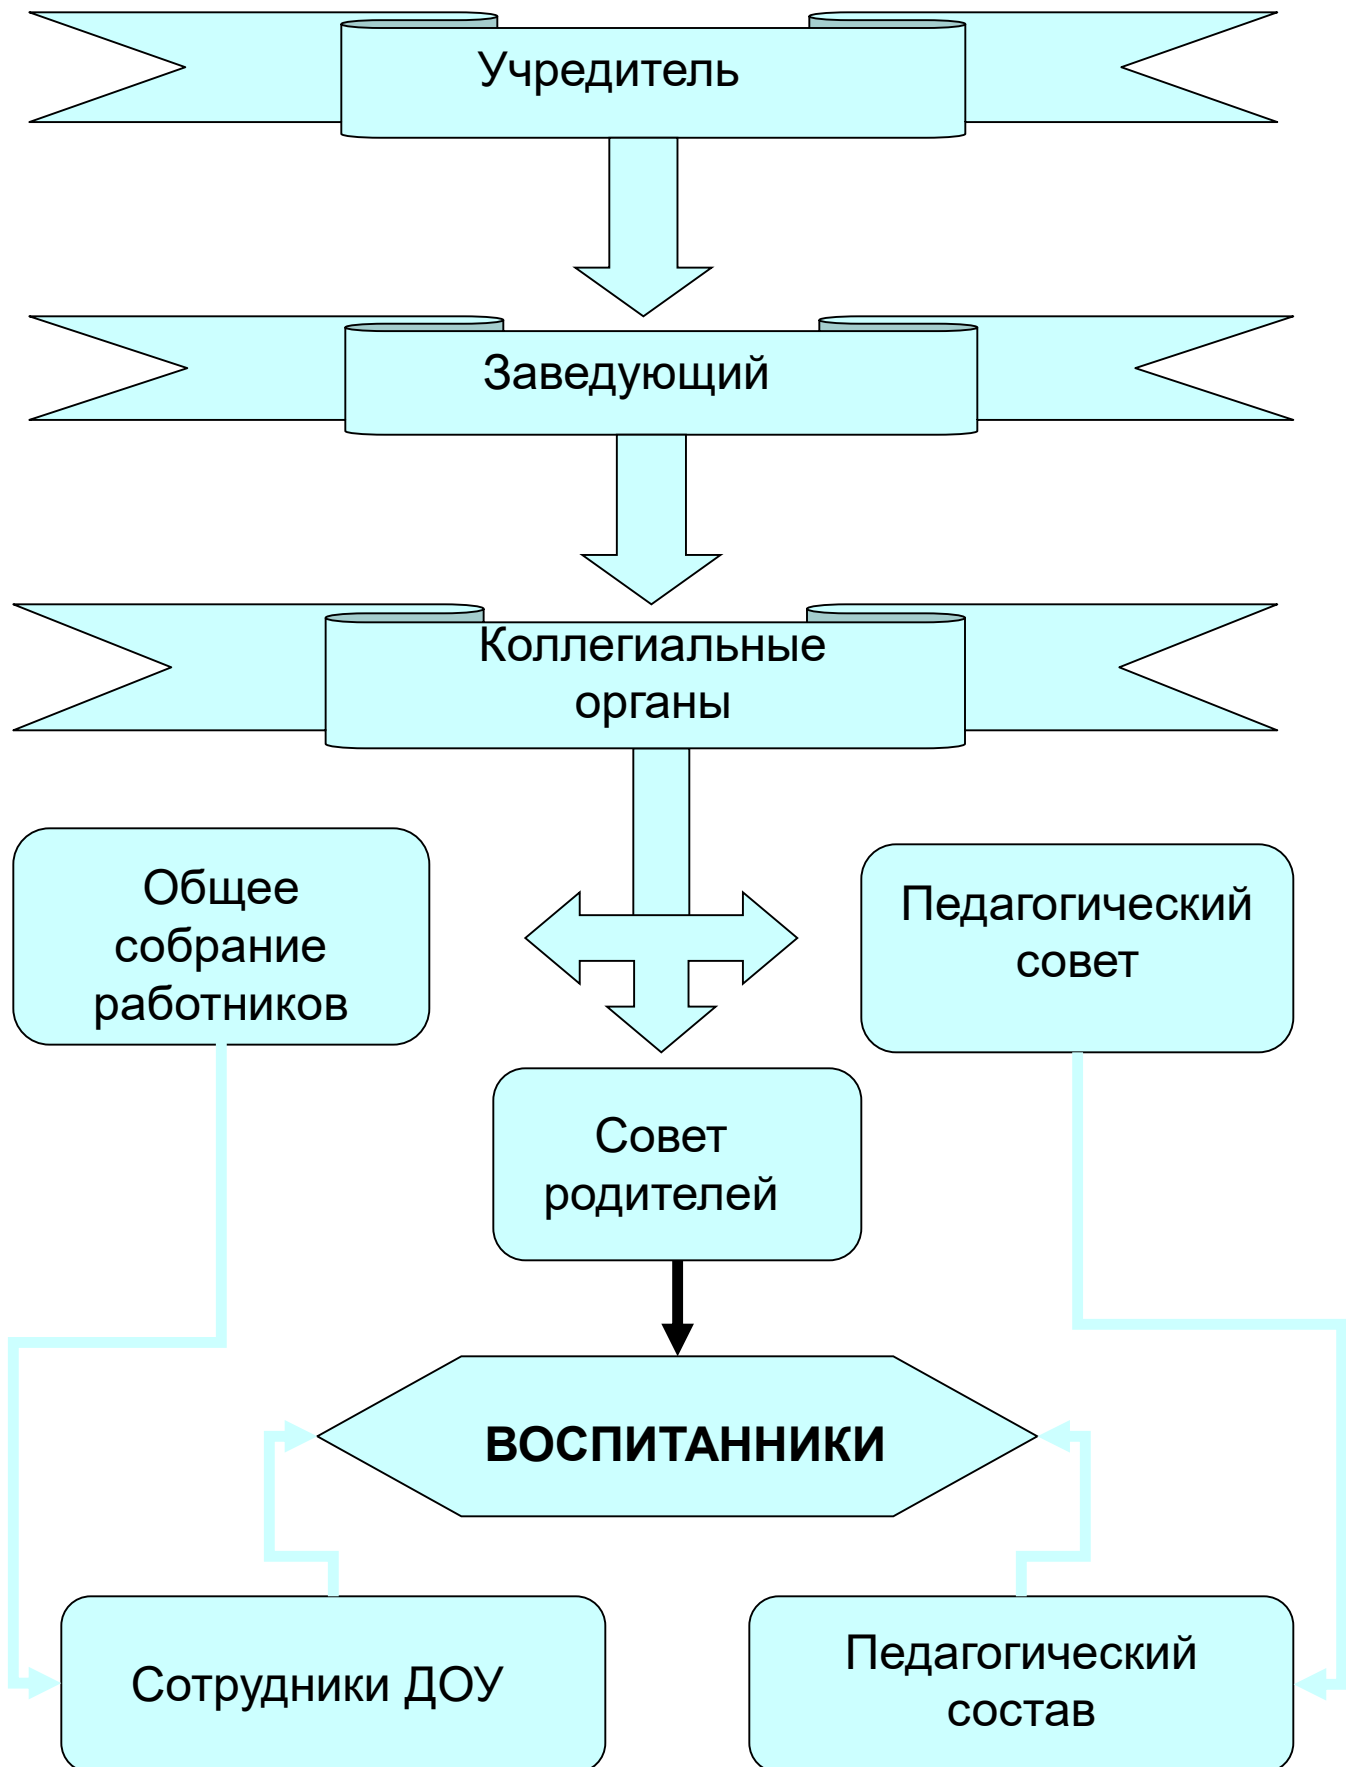 Учредитель
Заведующий
Коллегиальные
органы
Общее
собрание
работников
Педагогический
совет
Совет
родителей
ВОСПИТАННИКИ
Сотрудники ДОУ
Педагогический
состав